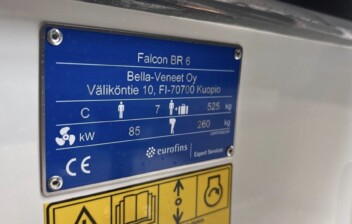 Falcon BR 6
Bella-Veneet Oy
Väliköntie 10, FI-70700 Kuopio
C 7 525 kg
kW 85 260 kg
CE eurofins Expert Services